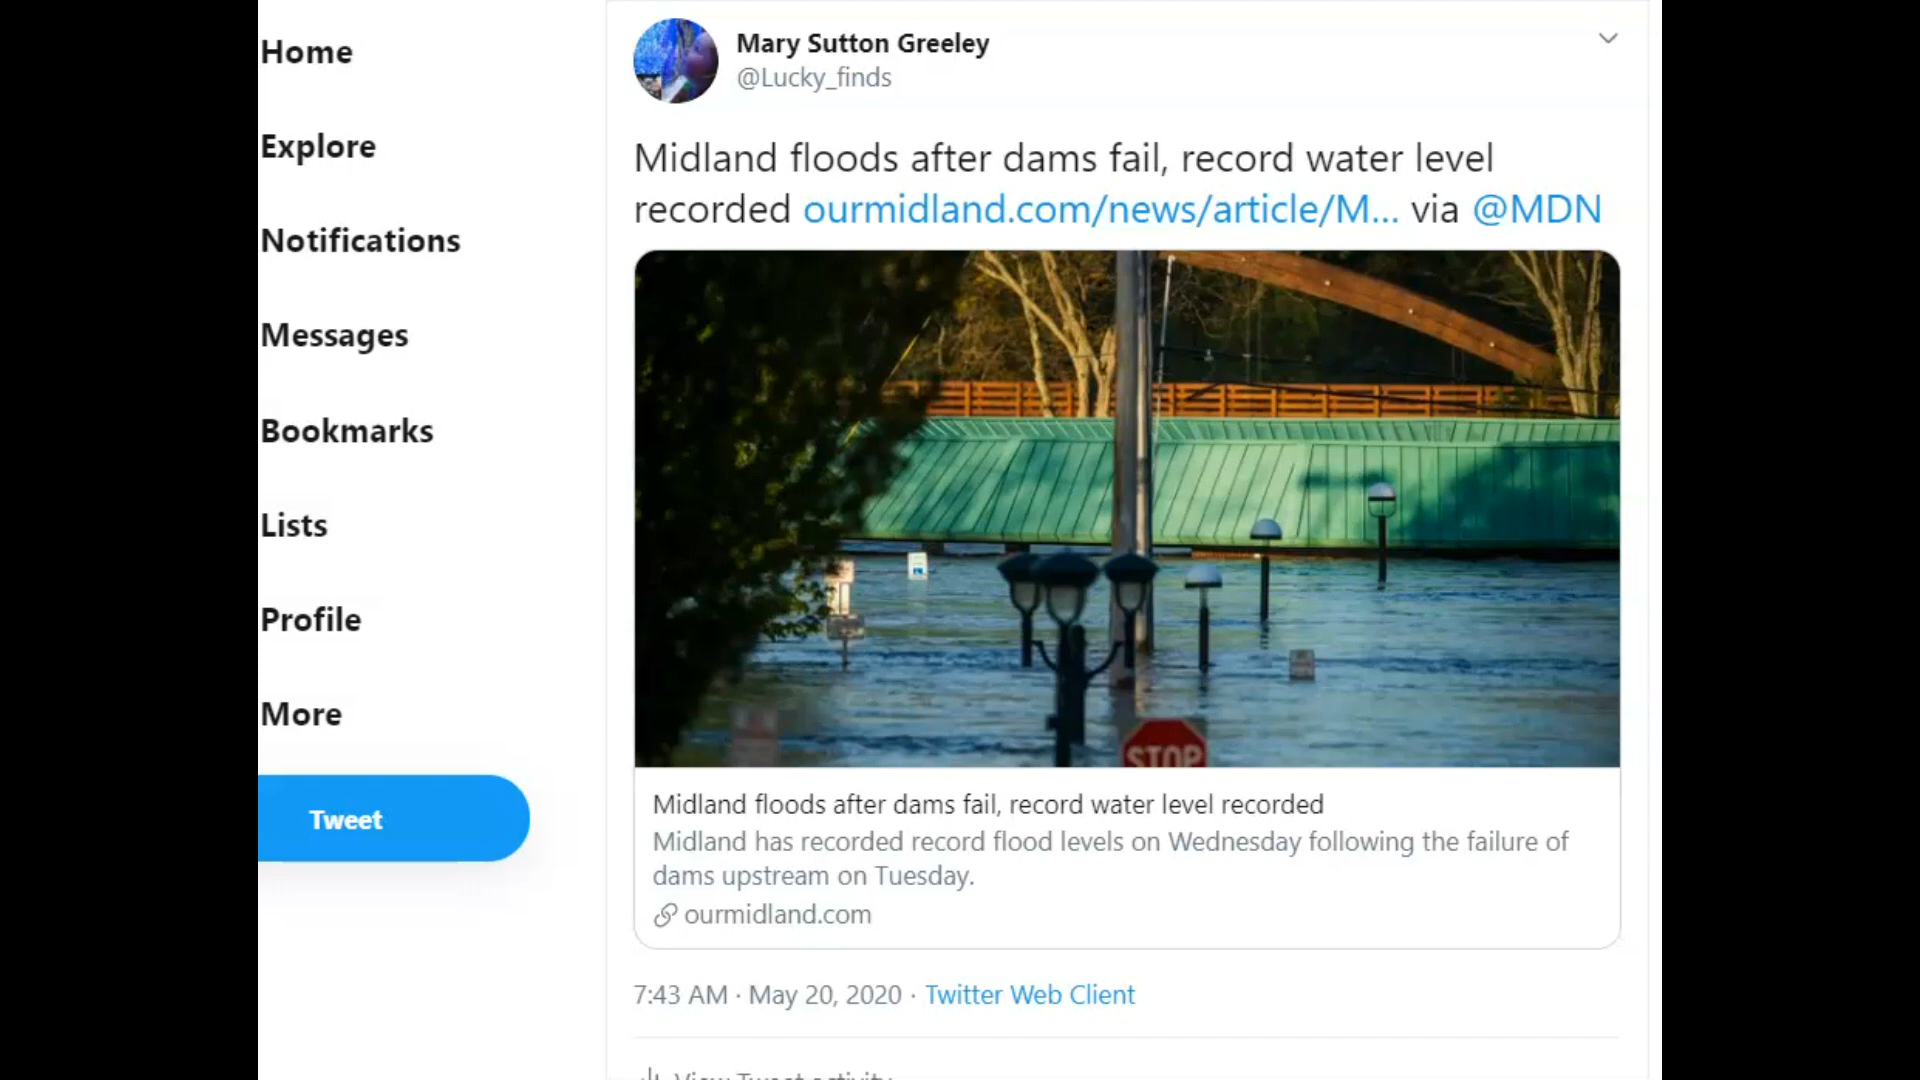 Home
Explore
Notifications
Messages
Bookmarks
Lists
Profile
More
Tweet
Mary Sutton Greeley
@Lucky_finds
Midland floods after dams fail, record water level
recorded ourmidland.com/news/article/M... via @MDN
STOP
Midland floods after dams fail, record water level recorded
Midland has recorded record flood levels on Wednesday following the failure of
dams upstream on Tuesday.
ourmidland.com
7:43 AM · May 20, 2020 · Twitter Web Client
View Tweet activity